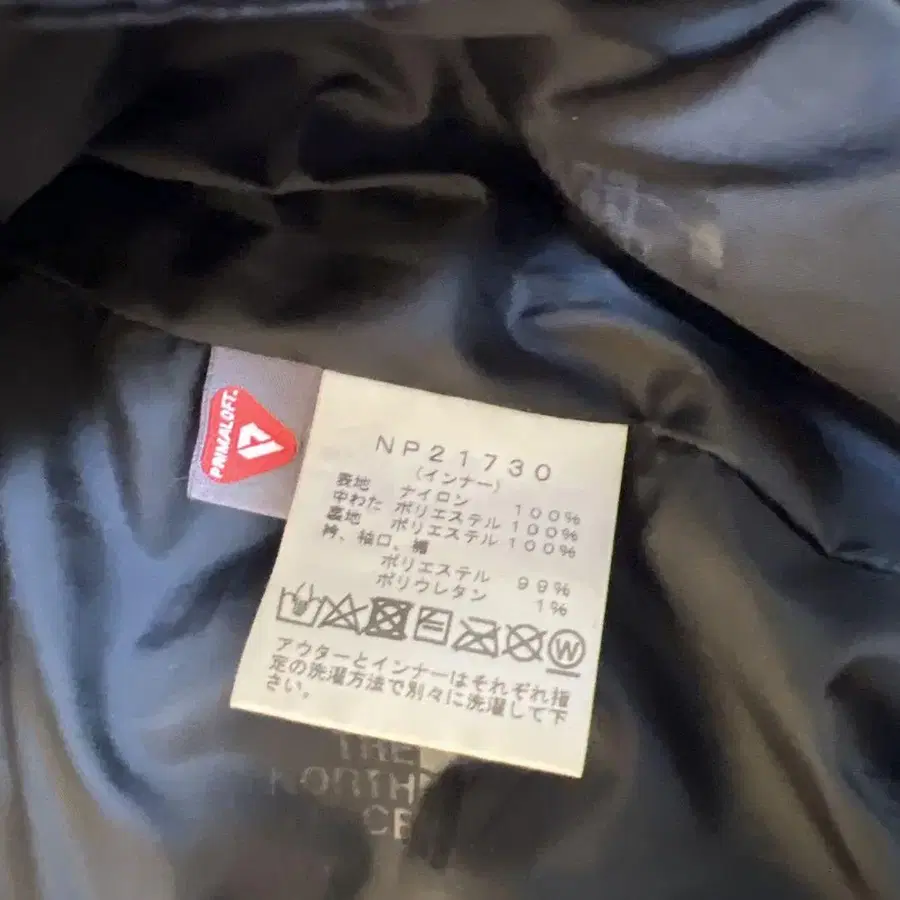 PRIMALOFT
NP21730
(インナー)
表地 ナイロン 100%
中わた ポリエステル 100%
裏地 ポリエステル 100%
衿、袖口、裾
ポリエステル 99%
ポリウレタン 1%
W
アウターとインナーはそれぞれ指
定の洗濯方法で別々に洗濯して下
さい。
THE
NORTH